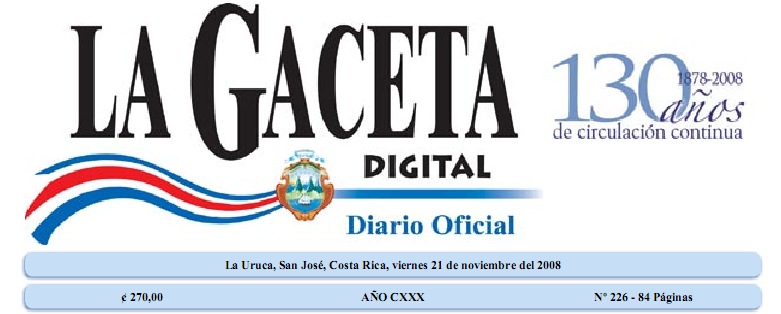 LA GACETA
130 años
1878-2008
de circulación continua
DIGITAL
Diario Oficial
La Uruca, San José, Costa Rica, viernes 21 de noviembre del 2008
¢ 270,00 AÑO CXXX Nº 226 - 84 Páginas